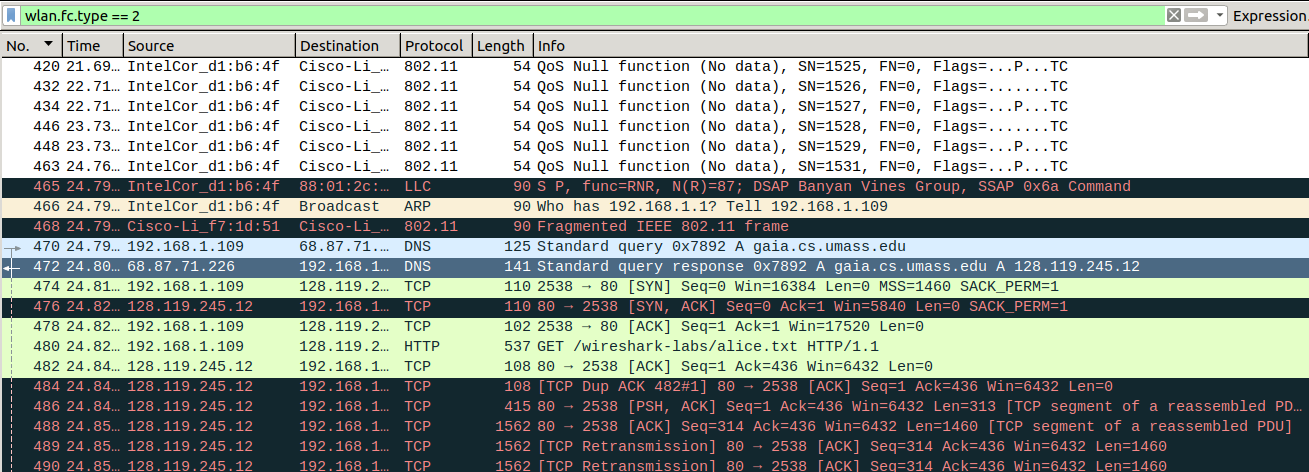 wlan.fc.type == 2 Expression
No. Time Source Destination Protocol Length Info
420 21.69… IntelCor_d1:b6:4f Cisco-Li_… 802.11 54 QoS Null function (No data), SN=1525, FN=0, Flags=...P...TC
432 22.71… IntelCor_d1:b6:4f Cisco-Li_… 802.11 54 QoS Null function (No data), SN=1526, FN=0, Flags=.......TC
434 22.71… IntelCor_d1:b6:4f Cisco-Li_… 802.11 54 QoS Null function (No data), SN=1527, FN=0, Flags=...P...TC
446 23.73… IntelCor_d1:b6:4f Cisco-Li_… 802.11 54 QoS Null function (No data), SN=1528, FN=0, Flags=.......TC
448 23.73… IntelCor_d1:b6:4f Cisco-Li_… 802.11 54 QoS Null function (No data), SN=1529, FN=0, Flags=...P...TC
463 24.76… IntelCor_d1:b6:4f Cisco-Li_… 802.11 54 QoS Null function (No data), SN=1531, FN=0, Flags=...P...TC
465 24.79… IntelCor_d1:b6:4f 88:01:2c:… LLC 90 S P, func=RNR, N(R)=87; DSAP Banyan Vines Group, SSAP 0x6a Command
466 24.79… IntelCor_d1:b6:4f Broadcast ARP 90 Who has 192.168.1.1? Tell 192.168.1.109
468 24.79… Cisco-Li_f7:1d:51 Cisco-Li_… 802.11 90 Fragmented IEEE 802.11 frame
470 24.79… 192.168.1.109 68.87.71.… DNS 125 Standard query 0x7892 A gaia.cs.umass.edu
472 24.80… 68.87.71.226 192.168.1… DNS 141 Standard query response 0x7892 A gaia.cs.umass.edu A 128.119.245.12
474 24.81… 192.168.1.109 128.119.2… TCP 110 2538 → 80 [SYN] Seq=0 Win=16384 Len=0 MSS=1460 SACK_PERM=1
476 24.82… 128.119.245.12 192.168.1… TCP 110 80 → 2538 [SYN, ACK] Seq=0 Ack=1 Win=5840 Len=0 SACK_PERM=1
478 24.82… 192.168.1.109 128.119.2… TCP 102 2538 → 80 [ACK] Seq=1 Ack=1 Win=17520 Len=0
480 24.82… 192.168.1.109 128.119.2… HTTP 537 GET /wireshark-labs/alice.txt HTTP/1.1
482 24.84… 128.119.245.12 192.168.1… TCP 108 80 → 2538 [ACK] Seq=1 Ack=436 Win=6432 Len=0
484 24.84… 128.119.245.12 192.168.1… TCP 108 [TCP Dup ACK 482#1] 80 → 2538 [ACK] Seq=1 Ack=436 Win=6432 Len=0
486 24.84… 128.119.245.12 192.168.1… TCP 415 80 → 2538 [PSH, ACK] Seq=1 Ack=436 Win=6432 Len=313 [TCP segment of a reassembled PD…
488 24.85… 128.119.245.12 192.168.1… TCP 1562 80 → 2538 [ACK] Seq=314 Ack=436 Win=6432 Len=1460 [TCP segment of a reassembled PDU]
489 24.85… 128.119.245.12 192.168.1… TCP 1562 [TCP Retransmission] 80 → 2538 [ACK] Seq=314 Ack=436 Win=6432 Len=1460
490 24.85… 128.119.245.12 192.168.1… TCP 1562 [TCP Retransmission] 80 → 2538 [ACK] Seq=314 Ack=436 Win=6432 Len=1460